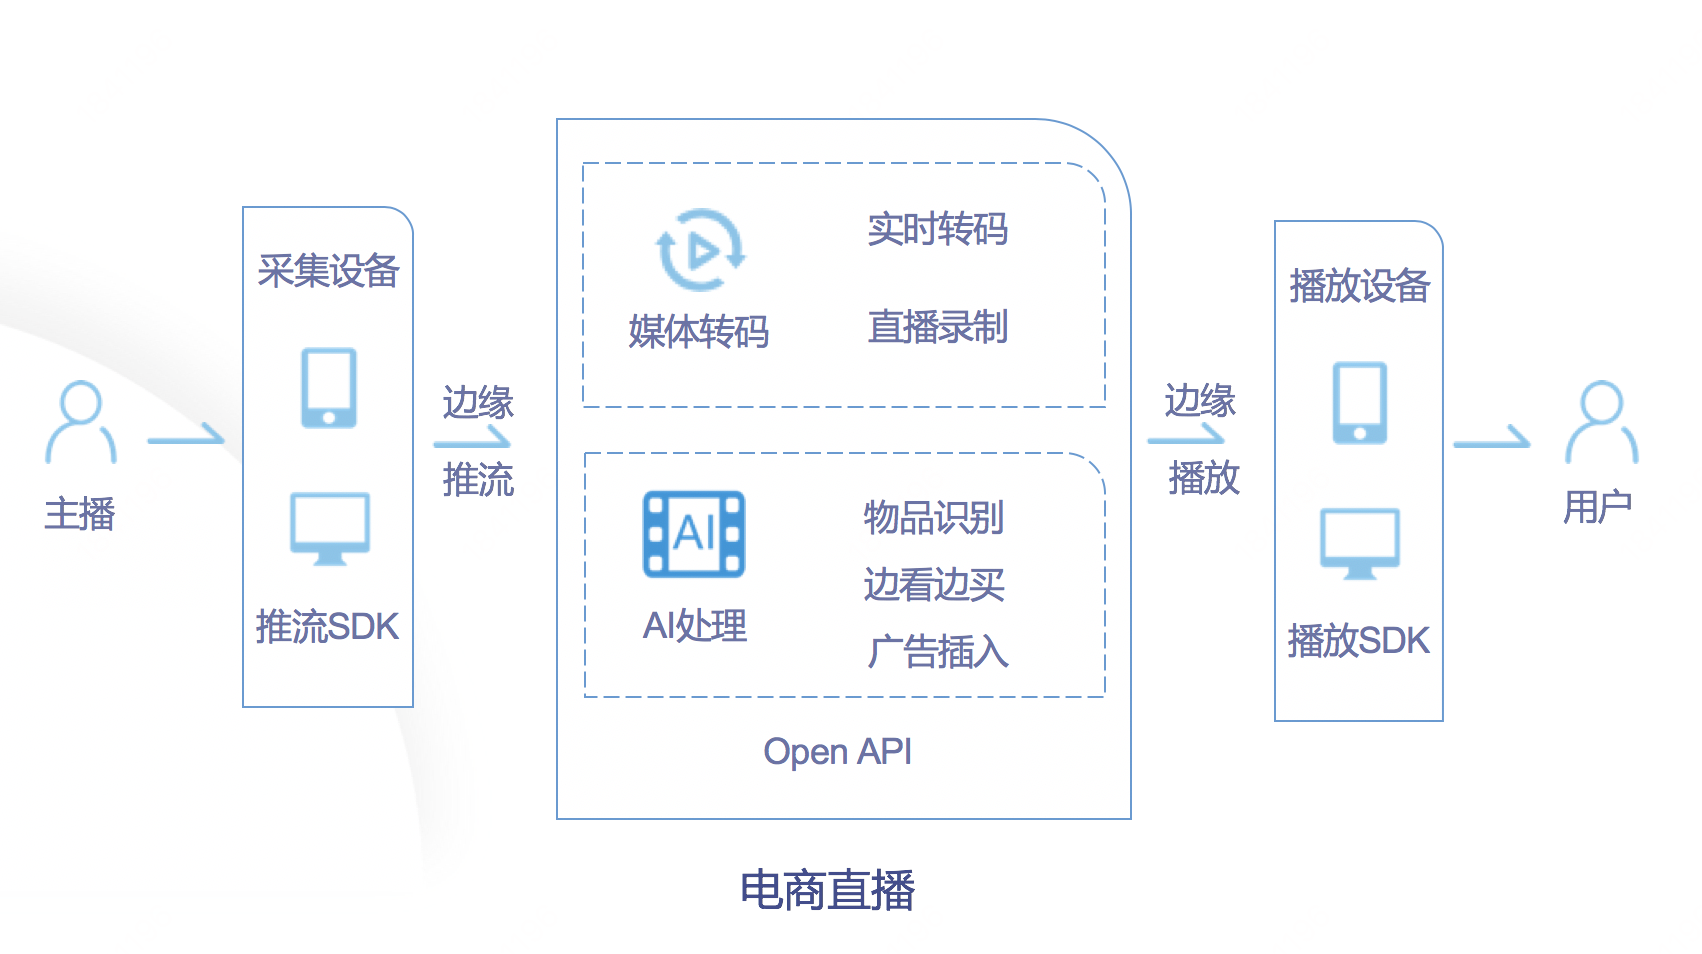 主播
采集设备
推流SDK
边缘
推流
媒体转码
实时转码
直播录制
AI
AI处理
物品识别
边看边买
广告插入
Open API
边缘
播放
播放设备
播放SDK
用户
电商直播